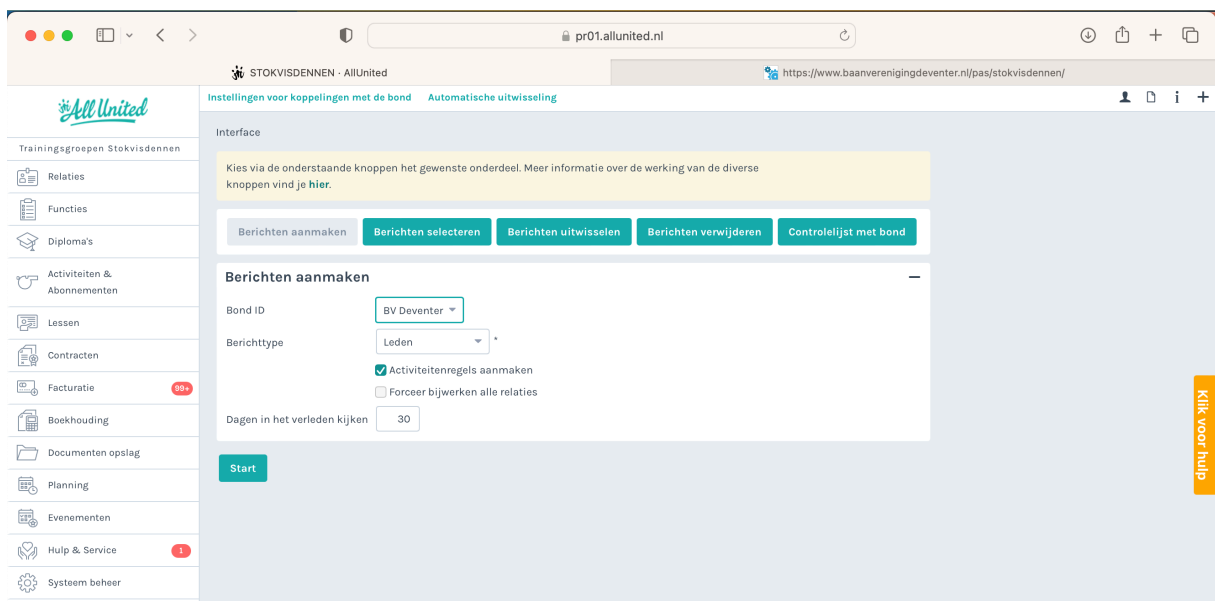 pr01.allunited.nl
STOKVISDENNEN · AllUnited
https://www.baanverenigingdeventer.nl/pas/stokvisdennen/
All United
Instellingen voor koppelingen met de bond Automatische uitwisseling
Trainingsgroepen Stokvisdennen
Relaties
Functies
Diploma's
Activiteiten &
Abonnementen
Lessen
Contracten
Facturatie 99+
Boekhouding
Documenten opslag
Planning
Evenementen
Hulp & Service 1
Systeem beheer
Interface
Kies via de onderstaande knoppen het gewenste onderdeel. Meer informatie over de werking van de diverse
knoppen vind je hier.
Berichten aanmaken Berichten selecteren Berichten uitwisselen Berichten verwijderen Controlelijst met bond
Berichten aanmaken
Bond ID BV Deventer
Berichttype Leden *
Activiteitenregels aanmaken
Forceer bijwerken alle relaties
Dagen in het verleden kijken 30
Start
Klik voor hulp